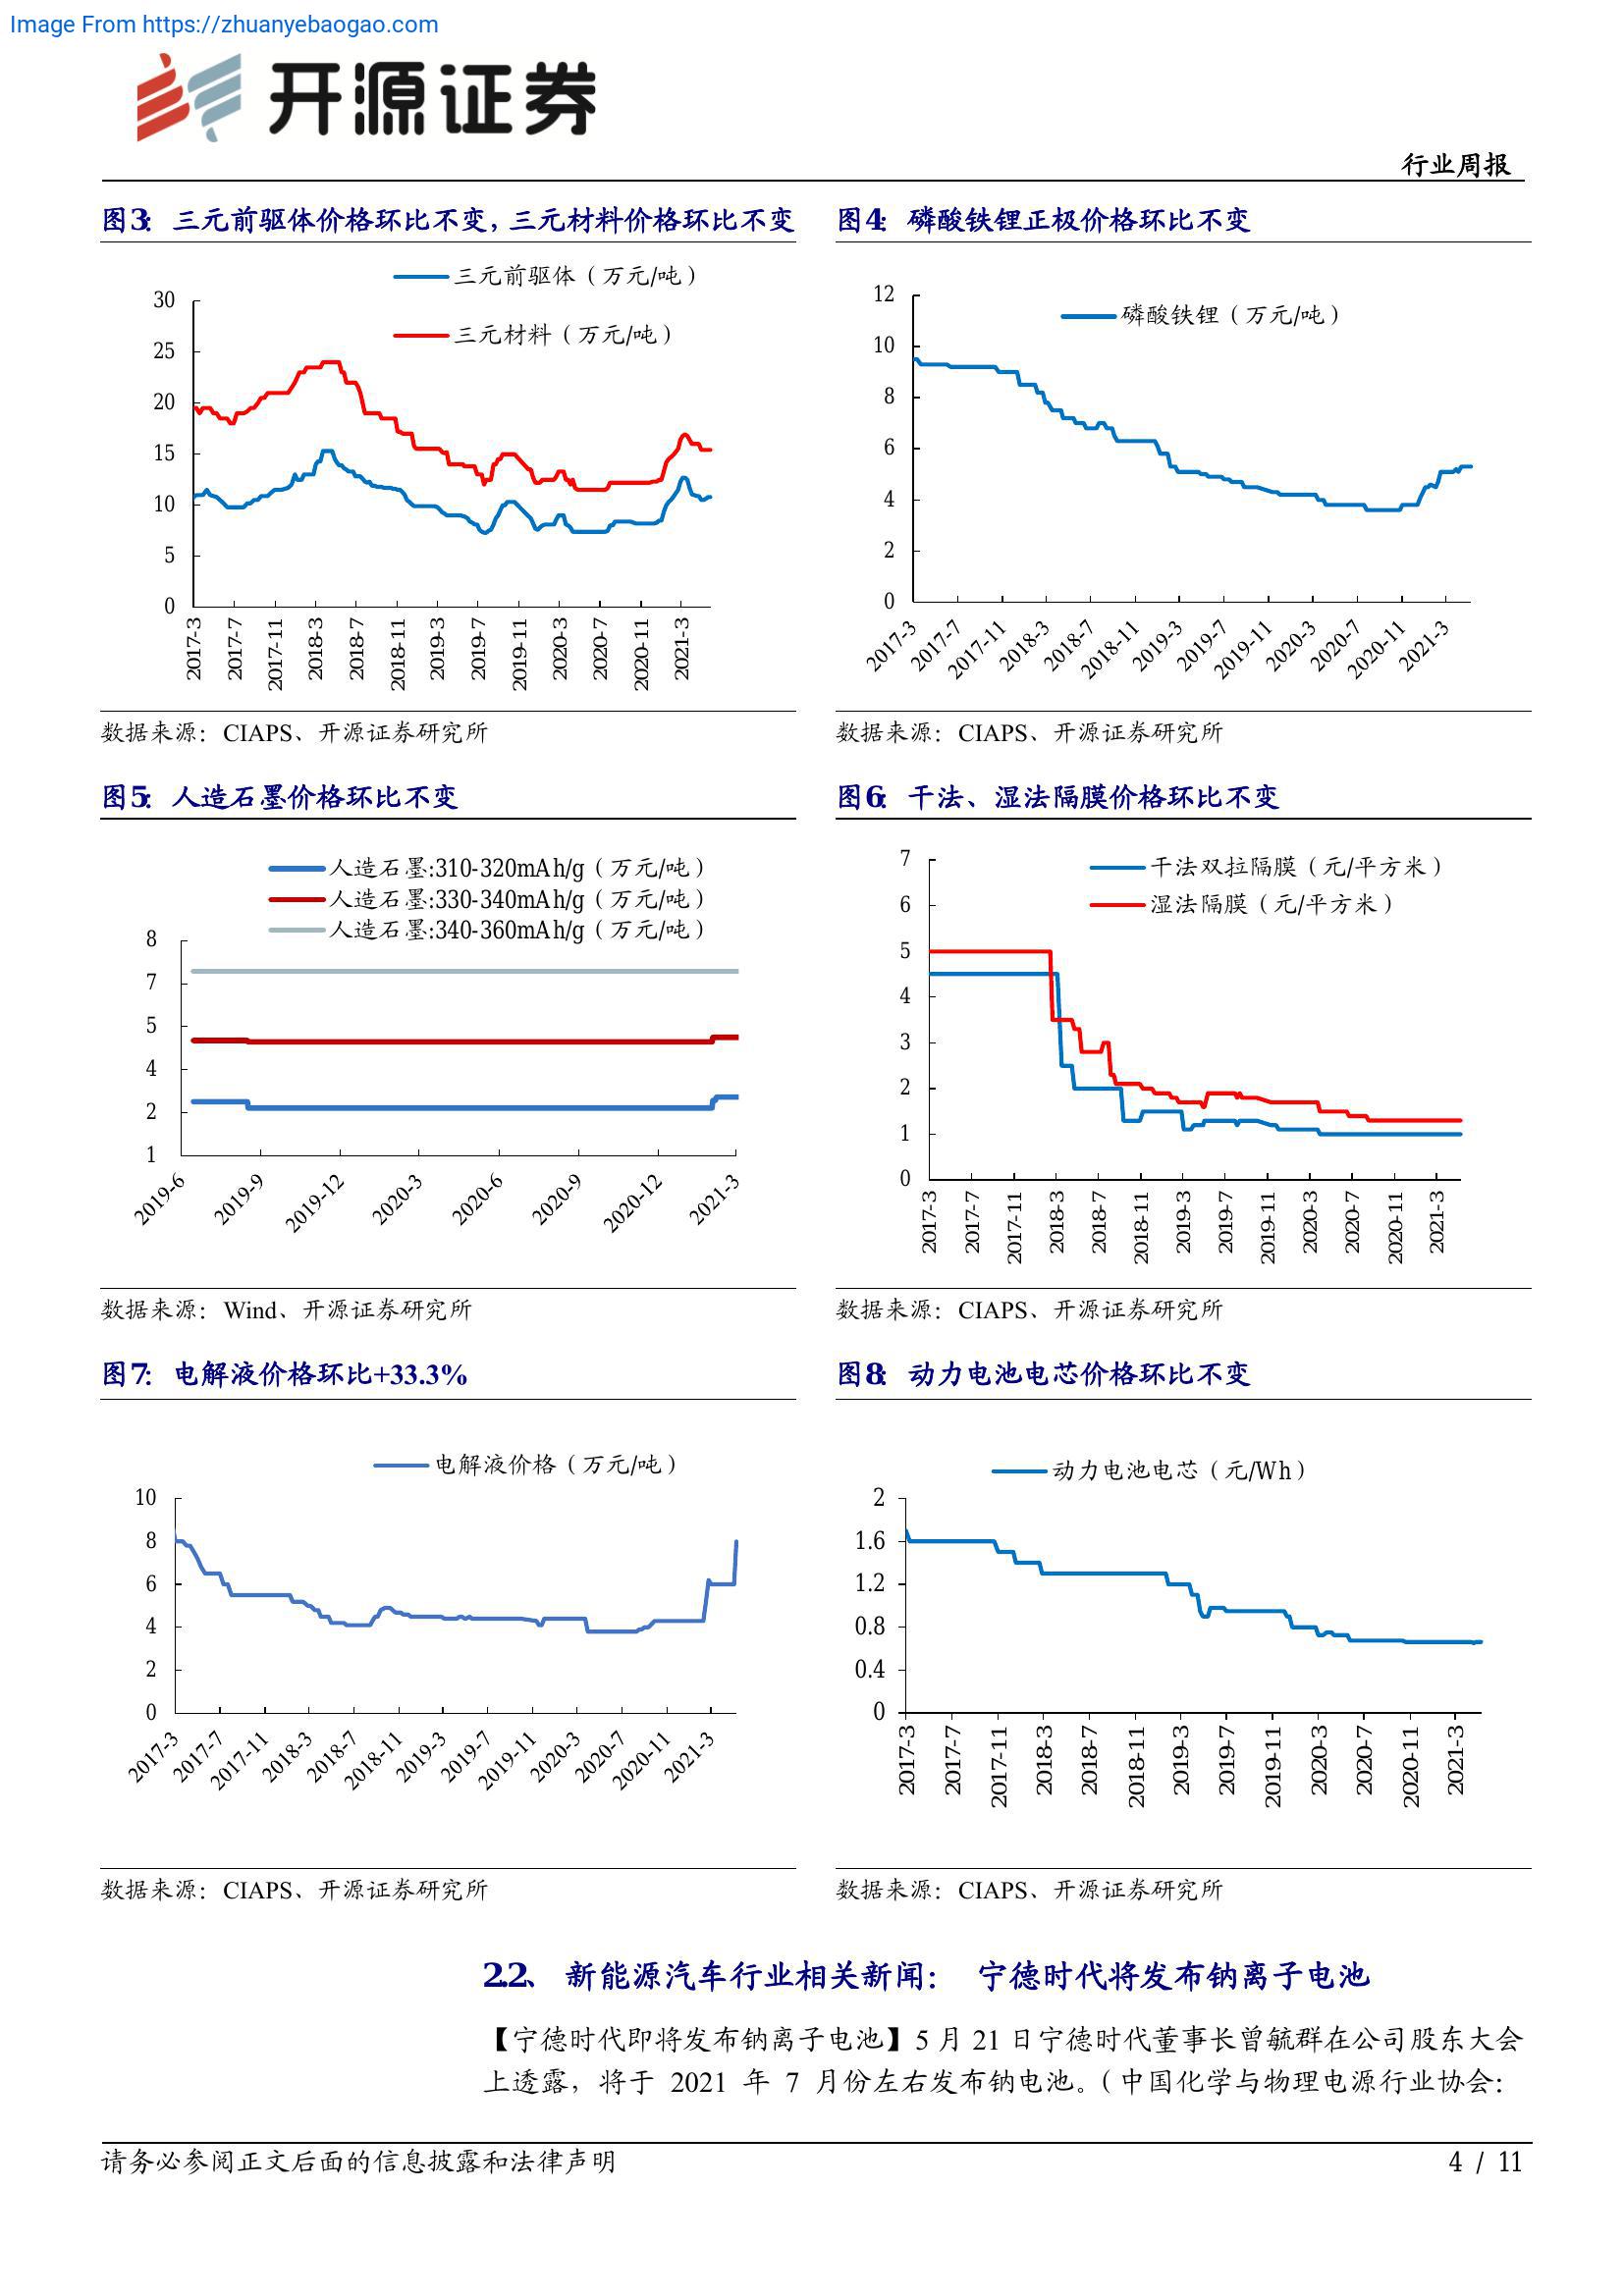 Image From https://zhuanyebaogao.com
开源证券
行业周报
图3： 三元前驱体价格环比不变，三元材料价格环比不变
三元前驱体（万元/吨）
三元材料（万元/吨）
30
25
20
15
10
5
0
2017-3 2017-7 2017-11 2018-3 2018-7 2018-11 2019-3 2019-7 2019-11 2020-3 2020-7 2020-11 2021-3
数据来源：CIAPS、开源证券研究所
图4： 磷酸铁锂正极价格环比不变
磷酸铁锂（万元/吨）
12
10
8
6
4
2
0
2017-3 2017-7 2017-11 2018-3 2018-7 2018-11 2019-3 2019-7 2019-11 2020-3 2020-7 2020-11 2021-3
数据来源：CIAPS、开源证券研究所
图5： 人造石墨价格环比不变
人造石墨:310-320mAh/g（万元/吨）
人造石墨:330-340mAh/g（万元/吨）
人造石墨:340-360mAh/g（万元/吨）
8
7
5
4
2
1
2019-6 2019-9 2019-12 2020-3 2020-6 2020-9 2020-12 2021-3
数据来源：Wind、开源证券研究所
图6： 干法、湿法隔膜价格环比不变
干法双拉隔膜（元/平方米）
湿法隔膜（元/平方米）
7
6
5
4
3
2
1
0
2017-3 2017-7 2017-11 2018-3 2018-7 2018-11 2019-3 2019-7 2019-11 2020-3 2020-7 2020-11 2021-3
数据来源：CIAPS、开源证券研究所
图7： 电解液价格环比+33.3%
电解液价格（万元/吨）
10
8
6
4
2
0
2017-3 2017-7 2017-11 2018-3 2018-7 2018-11 2019-3 2019-7 2019-11 2020-3 2020-7 2020-11 2021-3
数据来源：CIAPS、开源证券研究所
图8： 动力电池电芯价格环比不变
动力电池电芯（元/Wh）
2
1.6
1.2
0.8
0.4
0
2017-3 2017-7 2017-11 2018-3 2018-7 2018-11 2019-3 2019-7 2019-11 2020-3 2020-7 2020-11 2021-3
数据来源：CIAPS、开源证券研究所
2.2、 新能源汽车行业相关新闻： 宁德时代将发布钠离子电池
【宁德时代即将发布钠离子电池】5 月 21 日宁德时代董事长曾毓群在公司股东大会
上透露，将于 2021 年 7 月份左右发布钠电池。（中国化学与物理电源行业协会：
请务必参阅正文后面的信息披露和法律声明
4 / 11